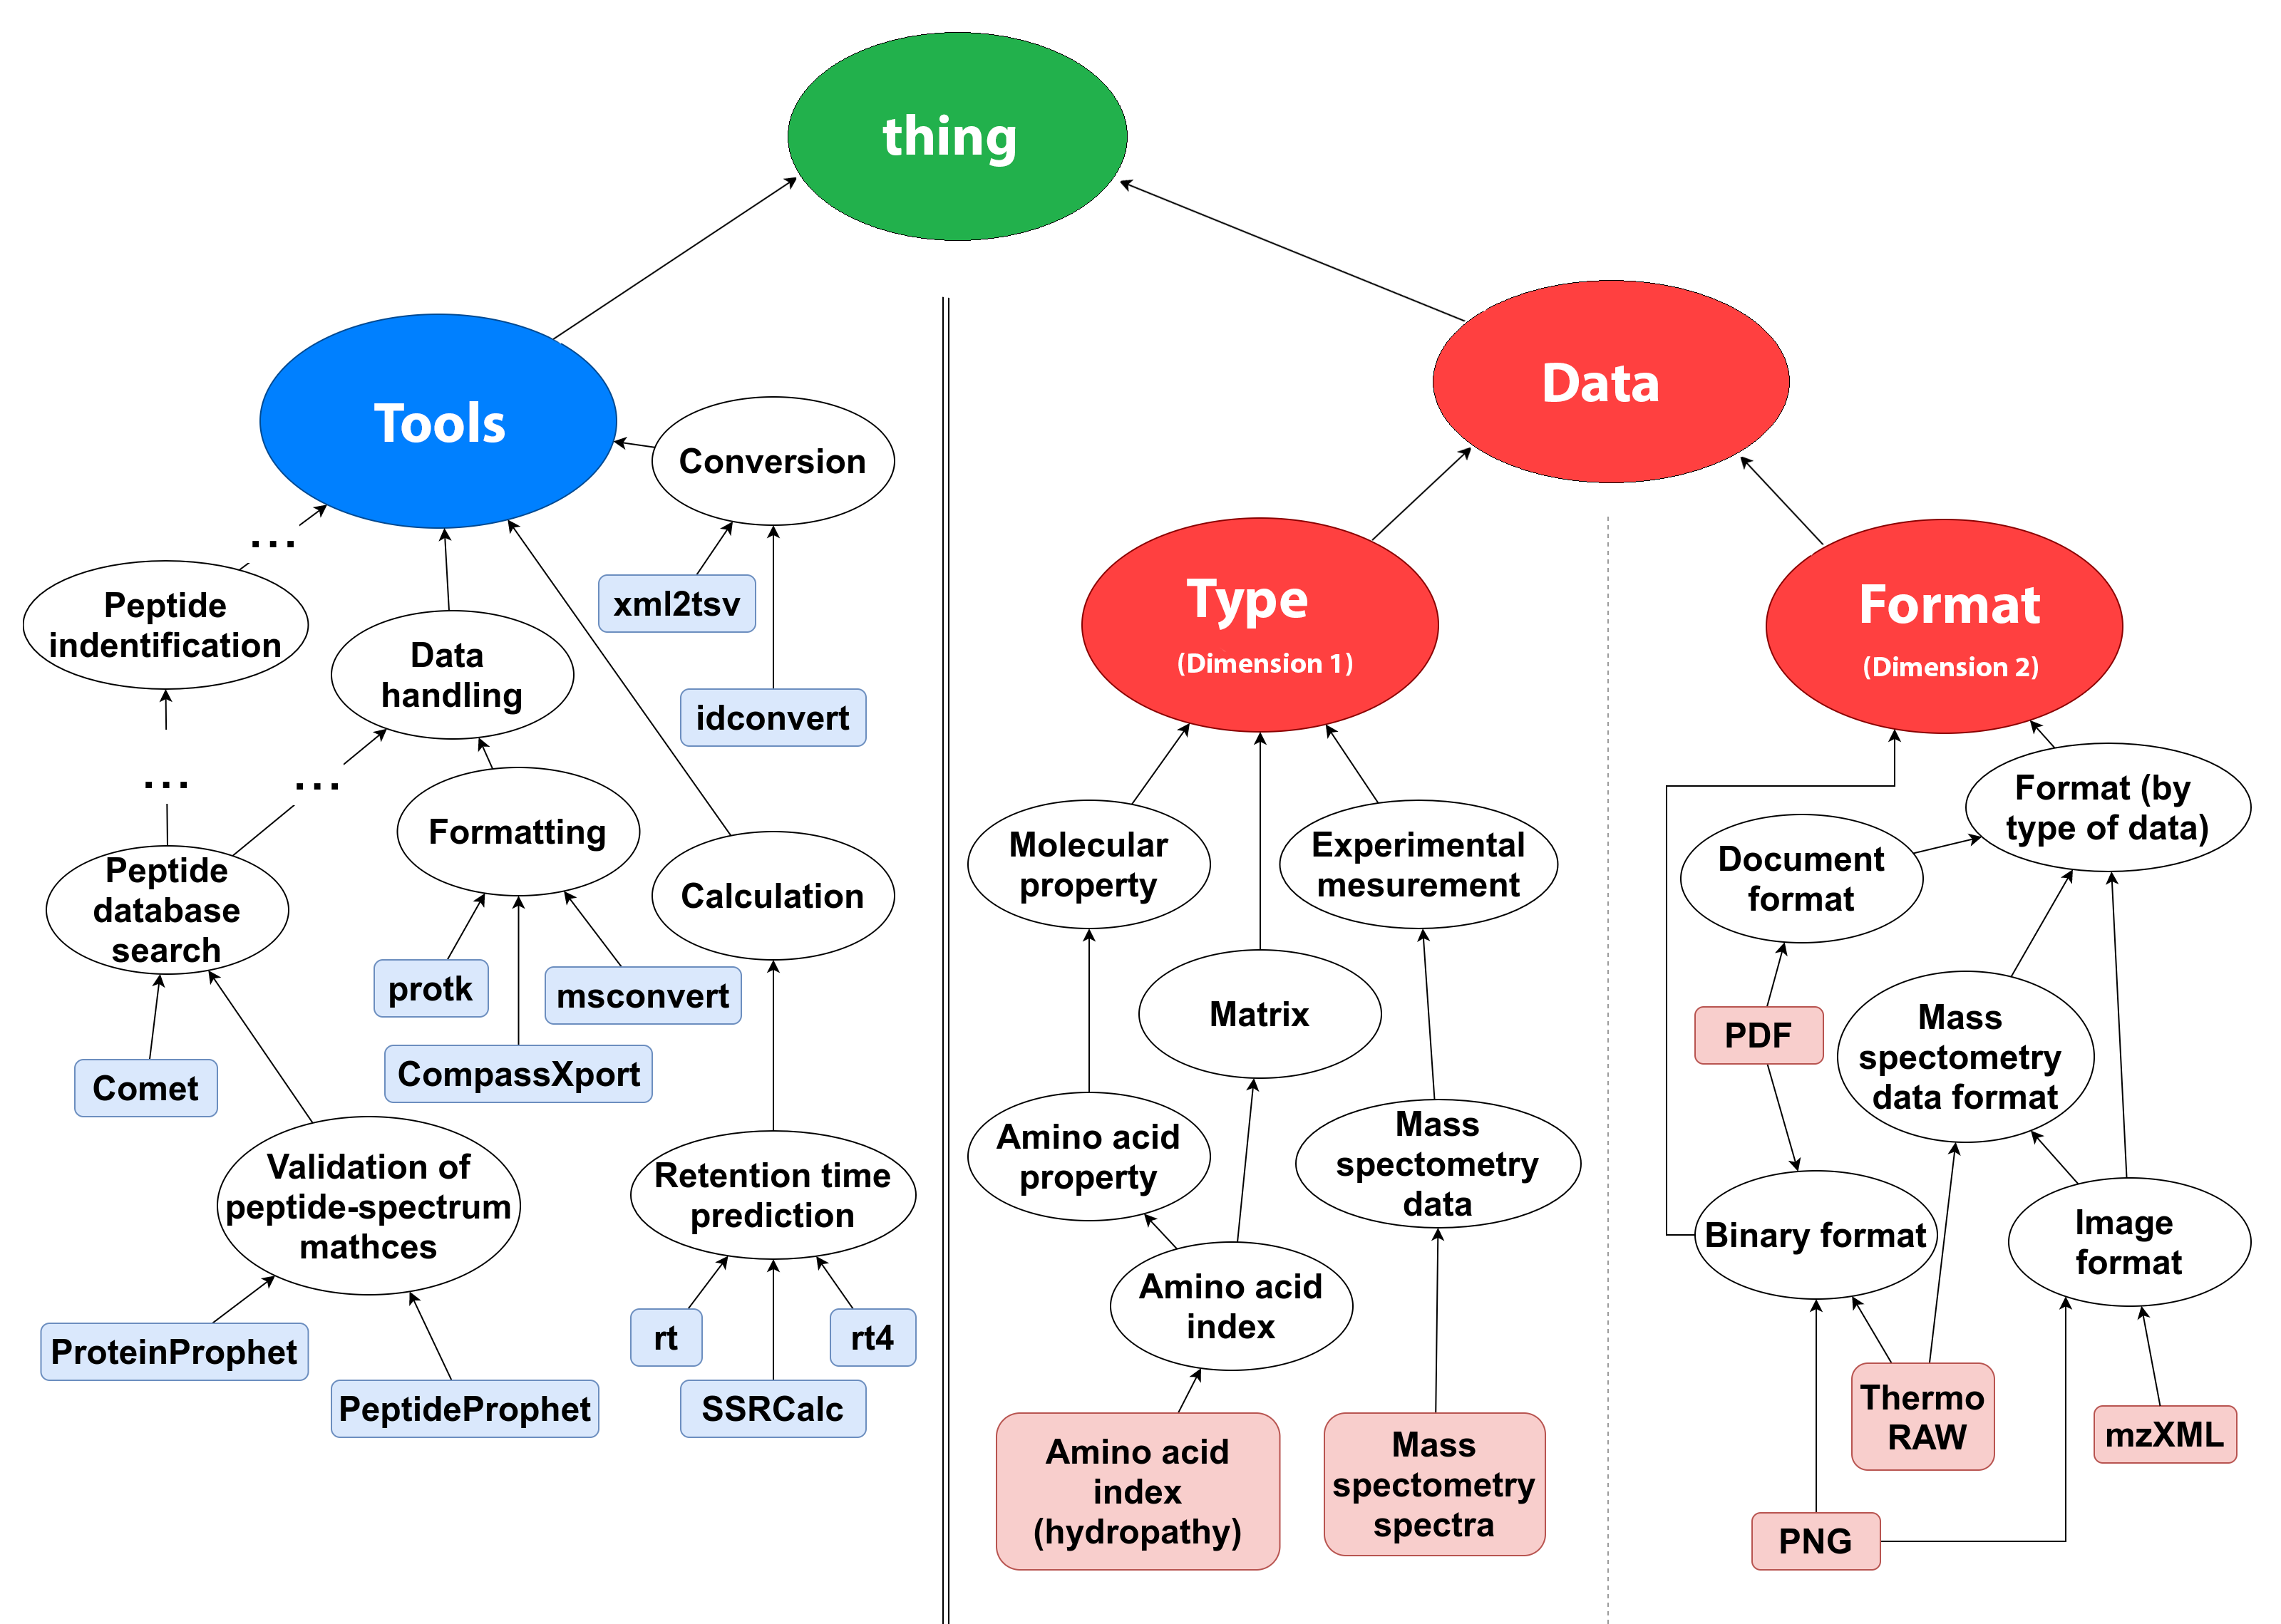 thing
Tools
Conversion
...
Peptide
indentification
xml2tsv
Data
handling
idconvert
...
...
Formatting
Peptide
database
search
Calculation
protk
msconvert
Comet
CompassXport
Validation of
peptide-spectrum
mathces
Retention time
prediction
ProteinProphet
rt
rt4
PeptideProphet
SSRCalc
Data
Type
(Dimension 1)
Format
(Dimension 2)
Molecular
property
Experimental
mesurement
Matrix
Amino acid
property
Mass
spectometry
data
Amino acid
index
Amino acid
index
(hydropathy)
Mass
spectometry
spectra
Format (by
type of data)
Document
format
PDF
Mass
spectometry
data format
Binary format
Image
format
Thermo
RAW
mzXML
PNG